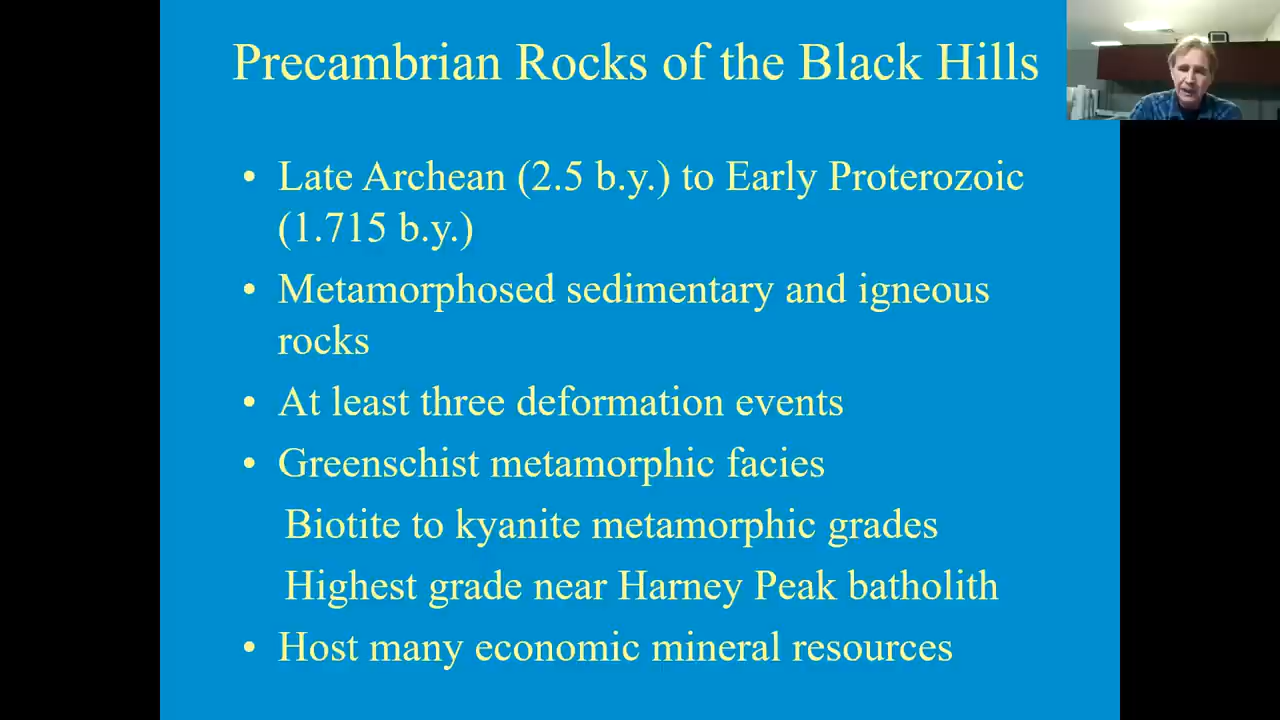 Precambrian Rocks of the Black Hills
• Late Archean (2.5 b.y.) to Early Proterozoic
(1.715 b.y.)
• Metamorphosed sedimentary and igneous
rocks
• At least three deformation events
• Greenschist metamorphic facies
Biotite to kyanite metamorphic grades
Highest grade near Harney Peak batholith
• Host many economic mineral resources